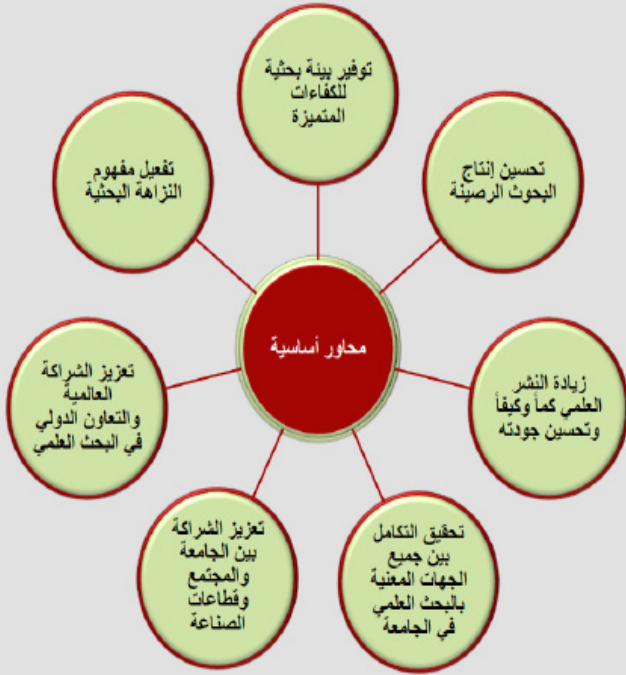 توفير بيئة بحثية
للكفاءات
المتميزة
تحسين إنتاج
البحوث الرصينة
زيادة النشر
العلمي كماً وكيفاً
وتحسين جودته
تحقيق التكامل
بين جميع
الجهات المعنية
بالبحث العلمي
في الجامعة
تعزيز الشراكة
بين الجامعة
والمجتمع
وقطاعات
الصناعة
تعزيز الشراكة
العالمية
والتعاون الدولي
في البحث العلمي
تفعيل مفهوم
النزاهة البحثية
محاور أساسية